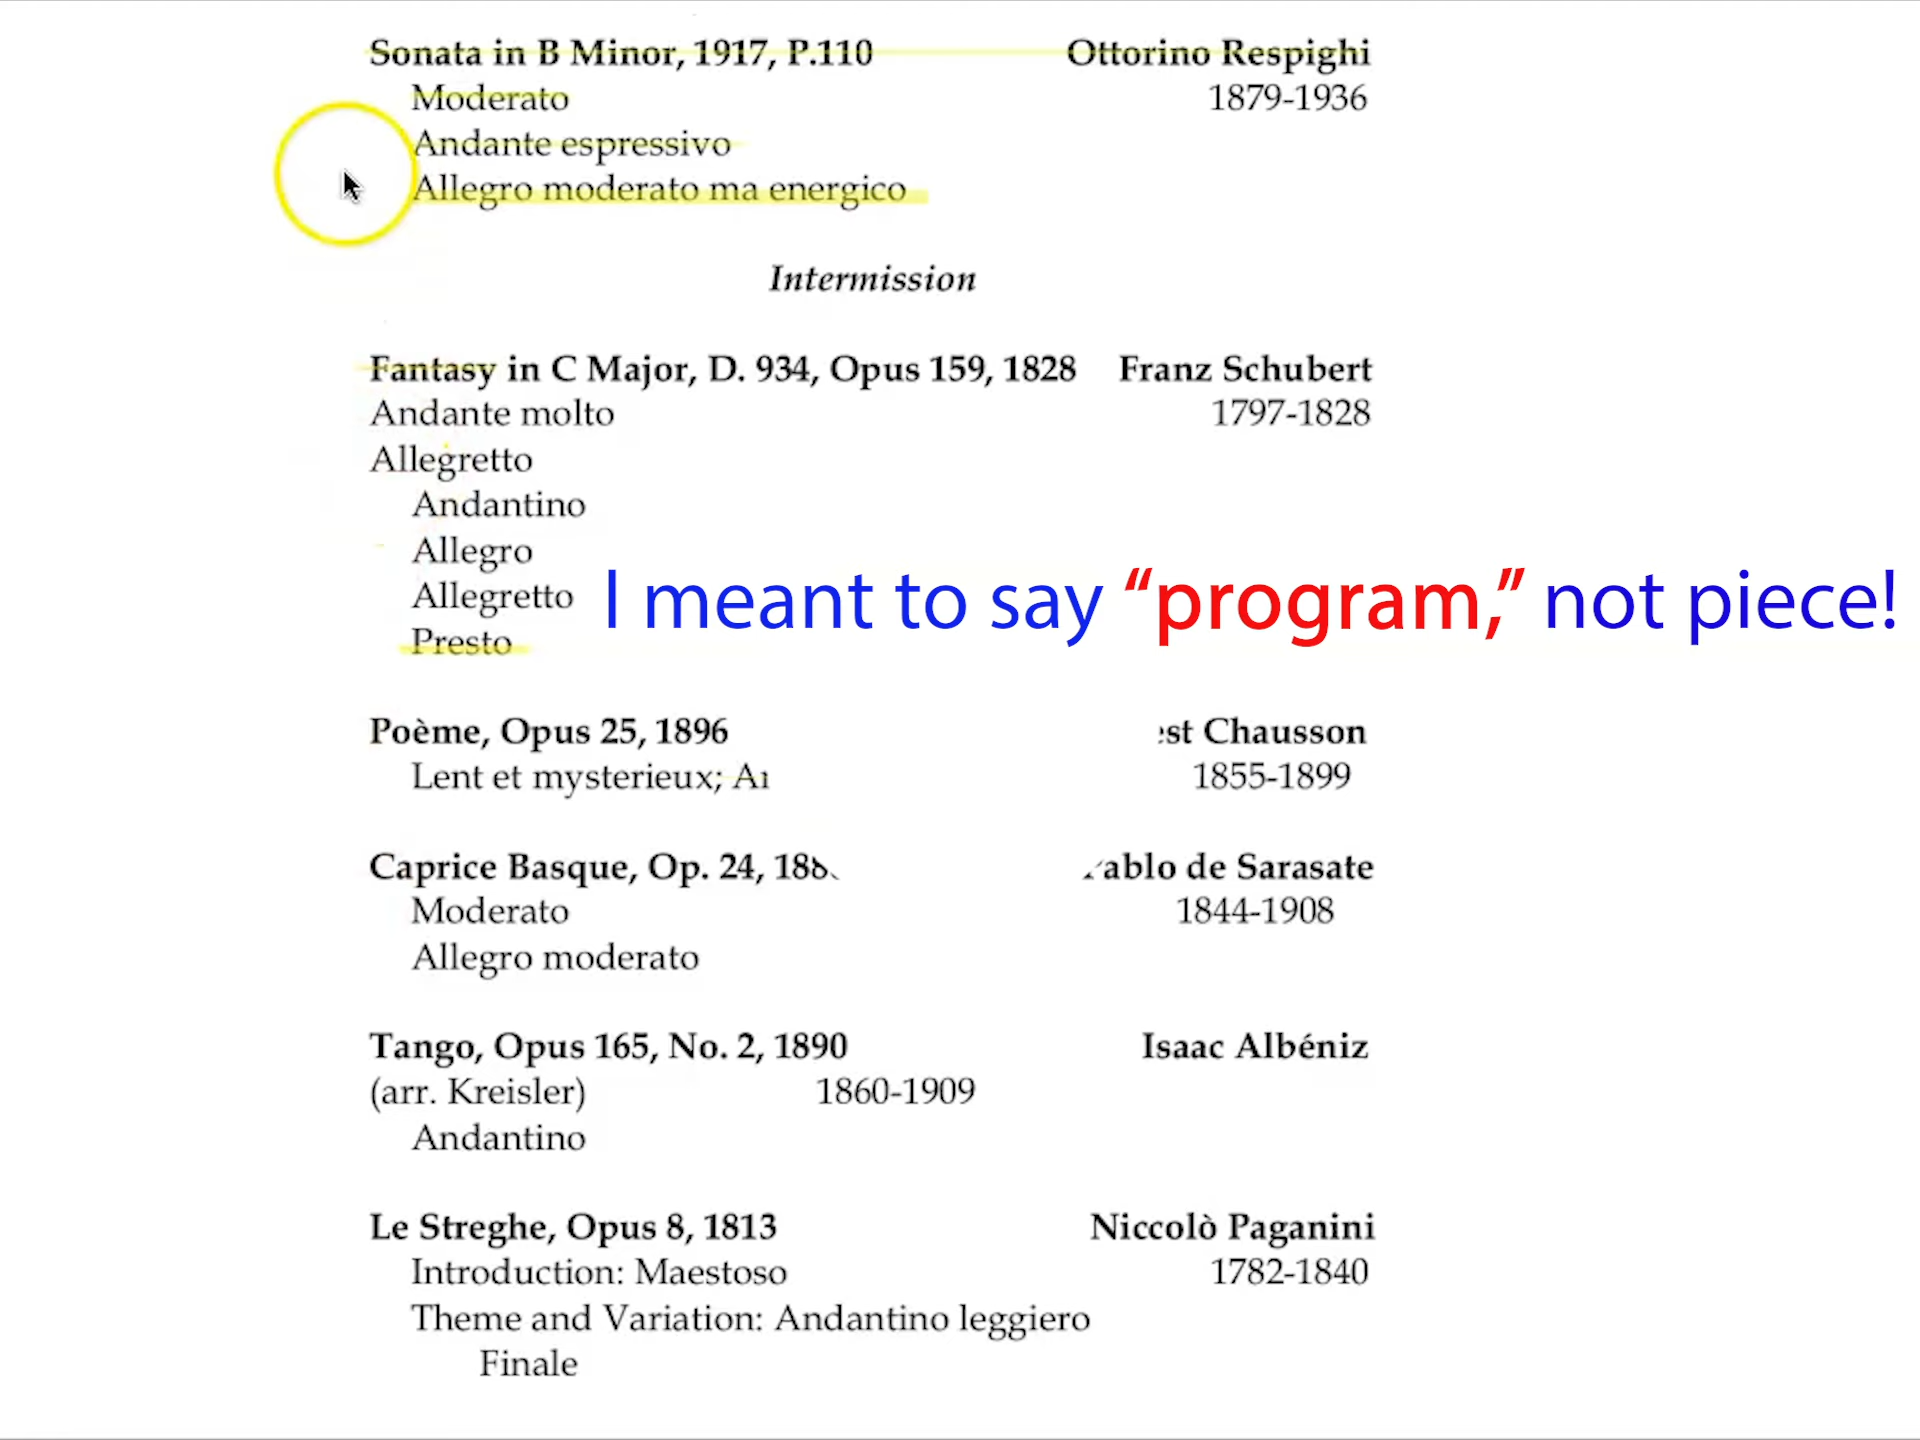 Sonata in B Minor, 1917, P.110 Ottorino Respighi
Moderato 1879-1936
Andante espressivo
Allegro moderato ma energico
Intermission
Fantasy in C Major, D. 934, Opus 159, 1828 Franz Schubert
Andante molto 1797-1828
Allegretto
Andantino
Allegro
Allegretto I meant to say “program,” not piece!
Presto
Poème, Opus 25, 1896 Chausson
Lent et mysterieux; 1855-1899
Caprice Basque, Op. 24, de Sarasate
Moderato 1844-1908
Allegro moderato
Tango, Opus 165, No. 2, 1890 Isaac Albéniz
(arr. Kreisler) 1860-1909
Andantino
Le Streghe, Opus 8, 1813 Niccolò Paganini
Introduction: Maestoso 1782-1840
Theme and Variation: Andantino leggiero
Finale